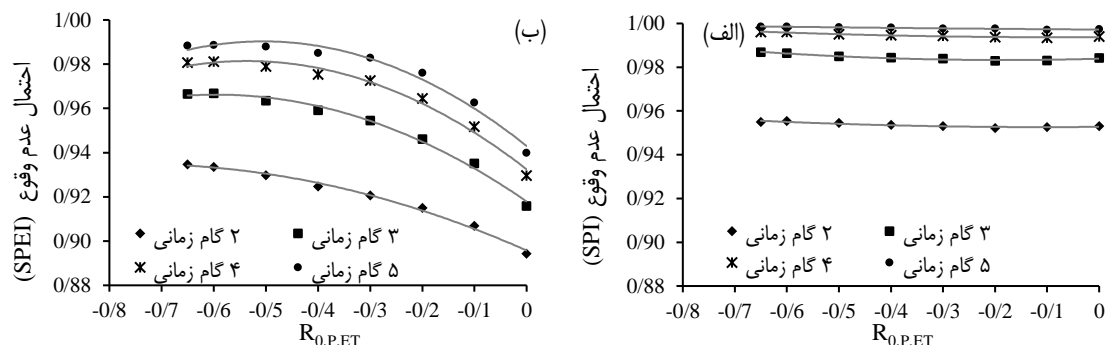 (الف)
احتمال عدم وقوع (SPI)
1/00
0/98
0/96
0/94
0/92
0/90
0/88
۲ گام زمانی
۳ گام زمانی
۴ گام زمانی
۵ گام زمانی
-0/8 -0/7 -0/6 -0/5 -0/4 -0/3 -0/2 -0/1 0
R0,P,ET
(ب)
احتمال عدم وقوع (SPEI)
1/00
0/98
0/96
0/94
0/92
0/90
0/88
۲ گام زمانی
۳ گام زمانی
۴ گام زمانی
۵ گام زمانی
-0/8 -0/7 -0/6 -0/5 -0/4 -0/3 -0/2 -0/1 0
R0,P,ET